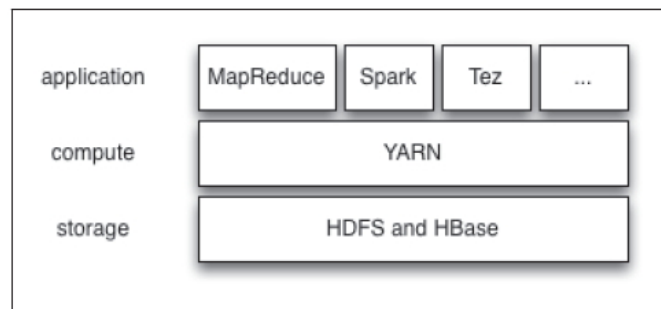 application MapReduce Spark Tez ...
compute YARN
storage HDFS and HBase